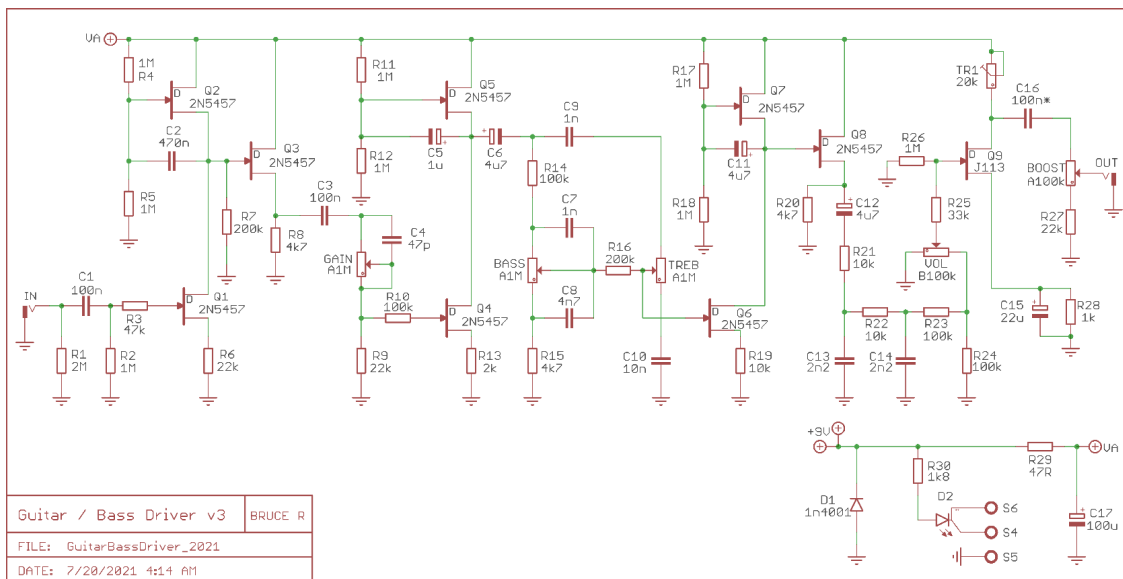 VA
1M
R4
Q2
2N5457
C2
470n
R5
1M
Q3
2N5457
R7
200k
R8
4k7
IN
C1
100n
R3
47k
Q1
2N5457
R1
2M
R2
1M
R6
22k
C3
100n
C4
47p
GAIN
A1M
R10
100k
R9
22k
R11
1M
R12
1M
Q5
2N5457
C5
1u
C6
4u7
Q4
2N5457
R13
2k
C9
1n
R14
100k
C7
1n
BASS
A1M
R16
200k
TREB
A1M
C8
4n7
R15
4k7
C10
10n
R17
1M
R18
1M
Q7
2N5457
C11
4u7
Q6
2N5457
R19
10k
Q8
2N5457
R20
4k7
C12
4u7
R21
10k
R22
10k
R23
100k
C13
2n2
C14
2n2
R24
100k
R26
1M
R25
33k
VOL
B100k
TR1
20k
Q9
J113
C16
100n*
BOOST
A100k
OUT
R27
22k
C15
22u
R28
1k
D
D
D
D
D
D
D
D
D
+9V
R29
47R
VA
R30
1k8
D1
1n4001
D2
S6
S4
S5
C17
100u
Guitar / Bass Driver v3
BRUCE R
FILE: GuitarBassDriver_2021
DATE: 7/20/2021 4:14 AM